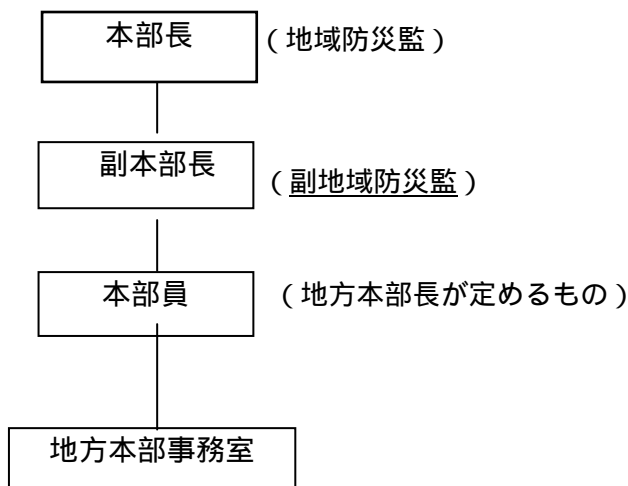 本部長 (地域防災監)
副本部長 (副地域防災監)
本部員 (地方本部長が定めるもの)
地方本部事務室